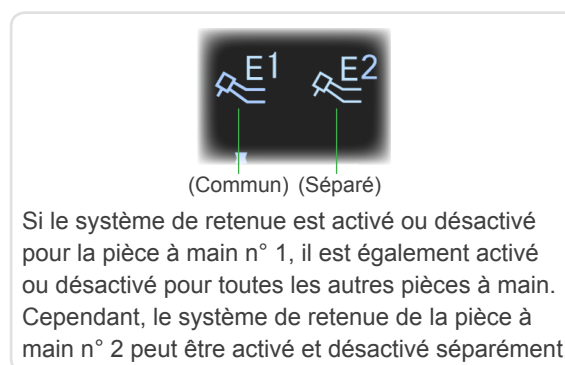 E1 E2
(Commun) (Séparé)
Si le système de retenue est activé ou désactivé
pour la pièce à main n° 1, il est également activé
ou désactivé pour toutes les autres pièces à main.
Cependant, le système de retenue de la pièce à
main n° 2 peut être activé et désactivé séparément